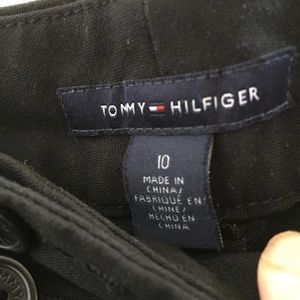 TOMMY HILFIGER
10
MADE IN
CHINA/
FABRIQUÉ EN
CHINE/
HECHO EN
CHINA